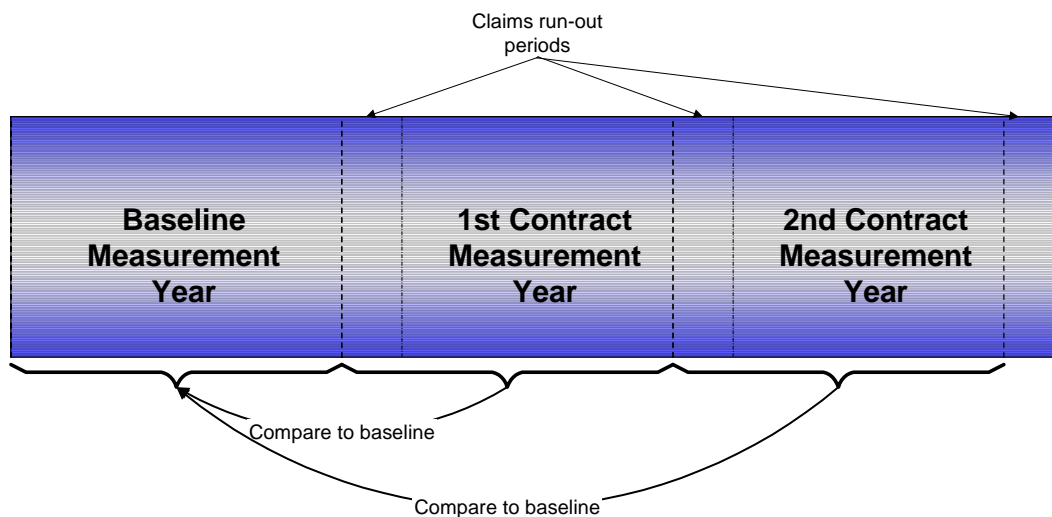 Claims run-out
periods
Baseline
Measurement
Year
1st Contract
Measurement
Year
2nd Contract
Measurement
Year
Compare to baseline
Compare to baseline